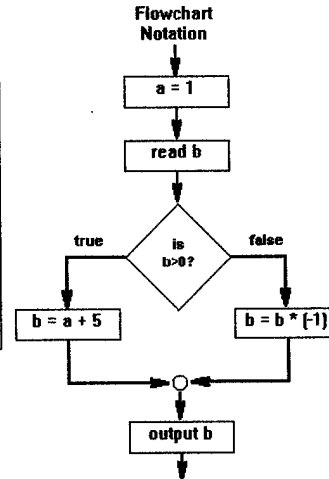 Flowchart
Notation
a = 1
read b
is
b>0?
true
false
b = a + 5
b = b * (-1)
output b